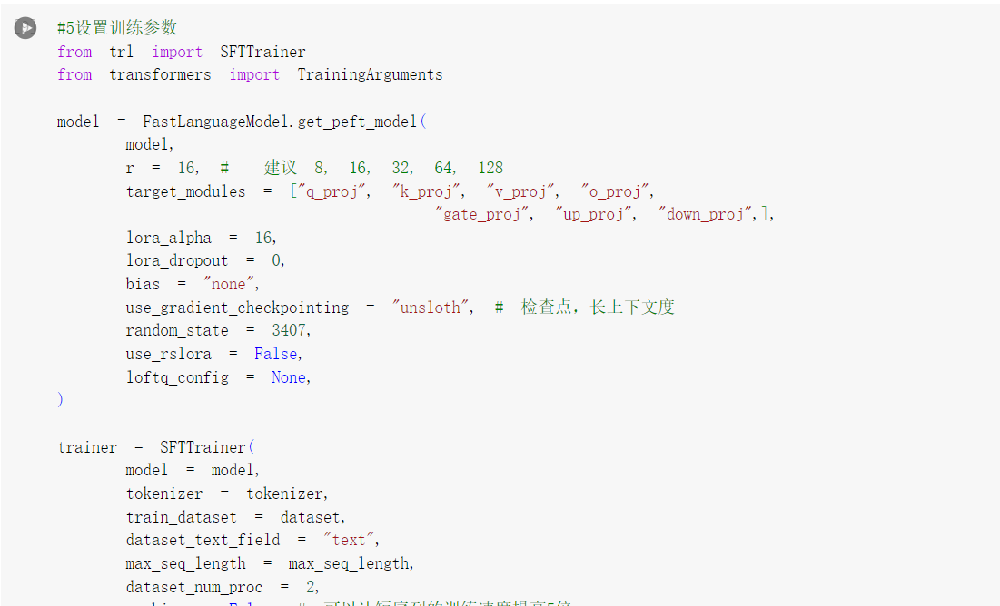 #5设置训练参数
from trl import SFTTrainer
from transformers import TrainingArguments
model = FastLanguageModel.get_peft_model(
model,
r = 16, # 建议 8, 16, 32, 64, 128
target_modules = ["q_proj", "k_proj", "v_proj", "o_proj",
"gate_proj", "up_proj", "down_proj",],
lora_alpha = 16,
lora_dropout = 0,
bias = "none",
use_gradient_checkpointing = "unsloth", # 检查点，长上下文度
random_state = 3407,
use_rslora = False,
loftq_config = None,
)
trainer = SFTTrainer(
model = model,
tokenizer = tokenizer,
train_dataset = dataset,
dataset_text_field = "text",
max_seq_length = max_seq_length,
dataset_num_proc = 2,